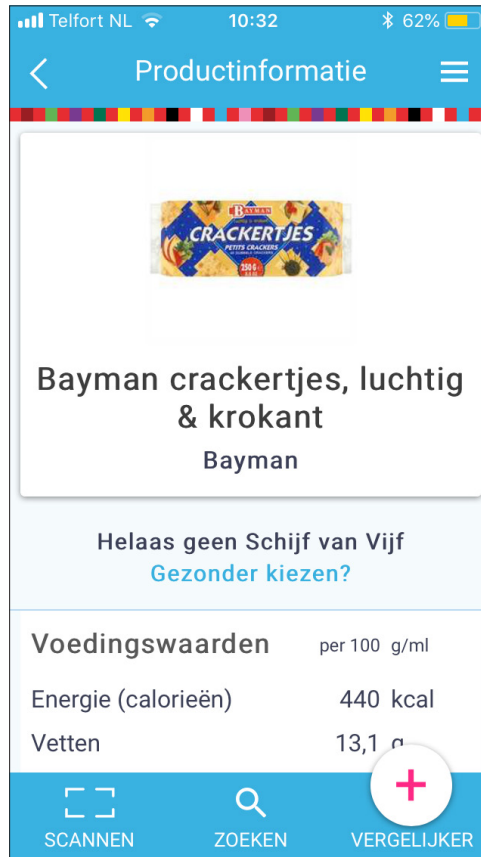 Telfort NL 10:32 62%
Productinformatie
BAYMAN
CRACKERTJES
PETITS CRACKERS
250 G
Bayman crackertjes, luchtig
& krokant
Bayman
Helaas geen Schijf van Vijf
Gezonder kiezen?
Voedingswaarden per 100 g/ml
Energie (calorieën) 440 kcal
Vetten 13,1 g
SCANNEN ZOEKEN VERGELIJKER